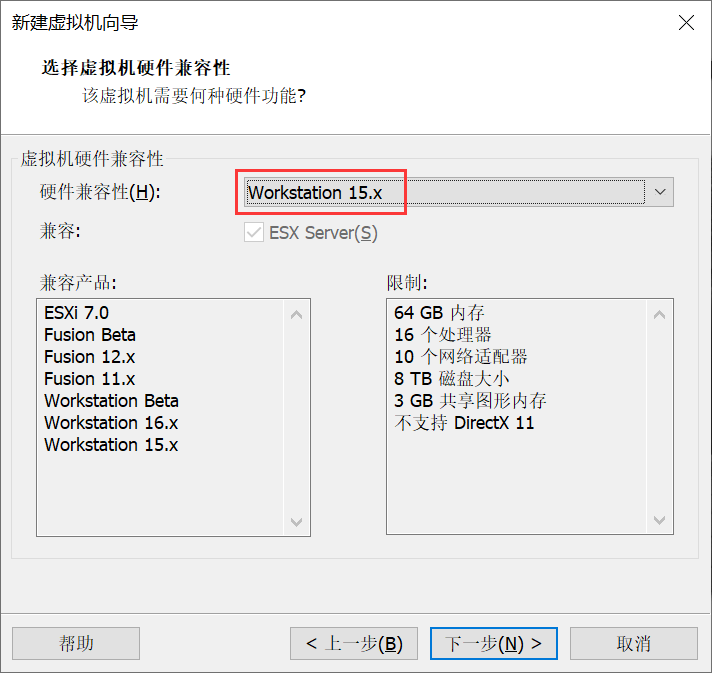 新建虚拟机向导
选择虚拟机硬件兼容性
该虚拟机需要何种硬件功能?
虚拟机硬件兼容性
硬件兼容性(H): Workstation 15.x
兼容: ESX Server(S)
兼容产品:
ESXi 7.0
Fusion Beta
Fusion 12.x
Fusion 11.x
Workstation Beta
Workstation 16.x
Workstation 15.x
限制:
64 GB 内存
16 个处理器
10 个网络适配器
8 TB 磁盘大小
3 GB 共享图形内存
不支持 DirectX 11
帮助 < 上一步(B) 下一步(N) > 取消